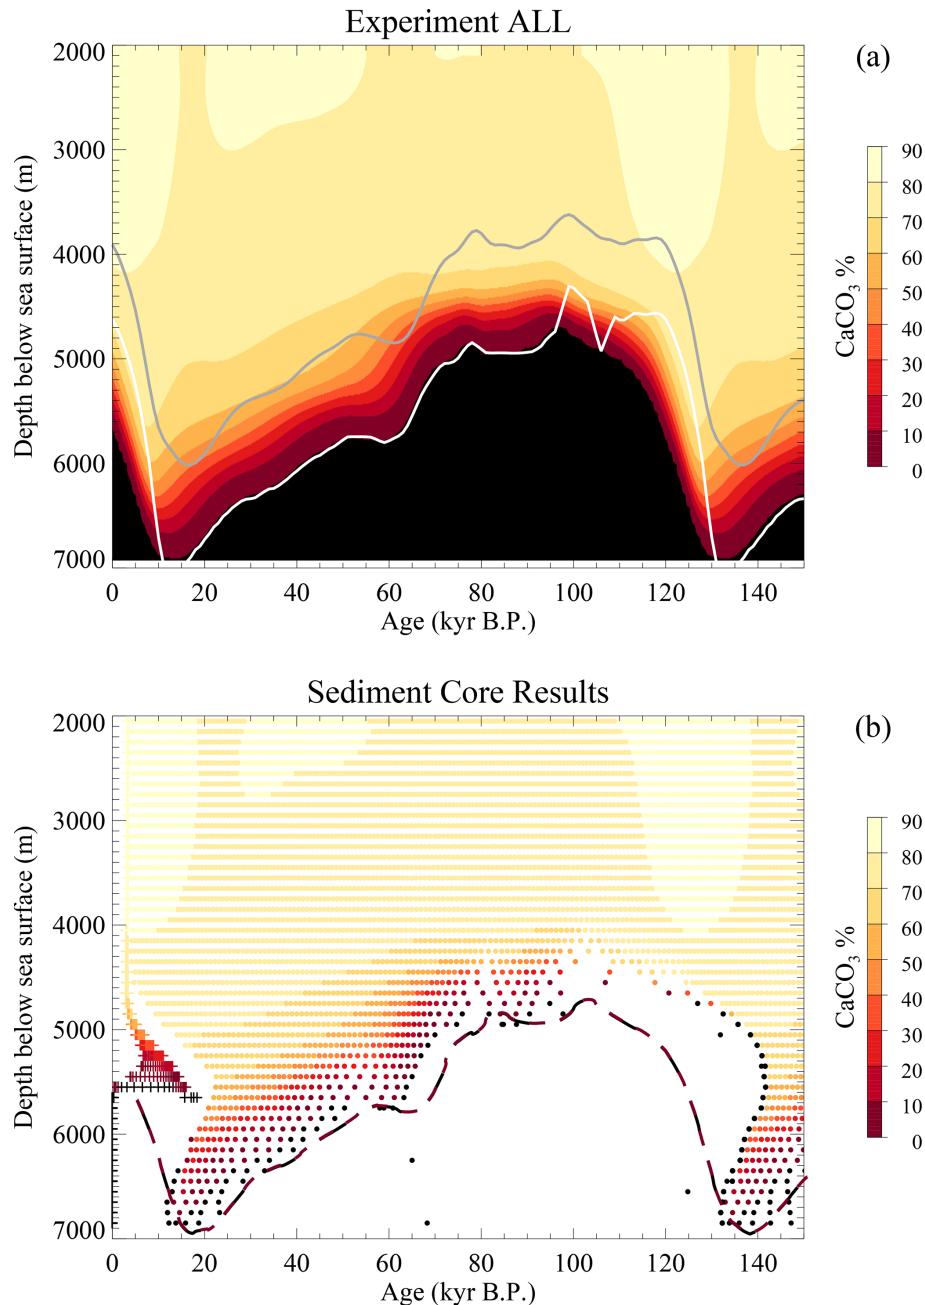 Experiment ALL
(a)
2000
3000
4000
5000
6000
7000
Depth below sea surface (m)
0 20 40 60 80 100 120 140
Age (kyr B.P.)
90
80
70
60
50
40
30
20
10
0
CaCO3 %
Sediment Core Results
(b)
2000
3000
4000
5000
6000
7000
Depth below sea surface (m)
0 20 40 60 80 100 120 140
Age (kyr B.P.)
90
80
70
60
50
40
30
20
10
0
CaCO3 %